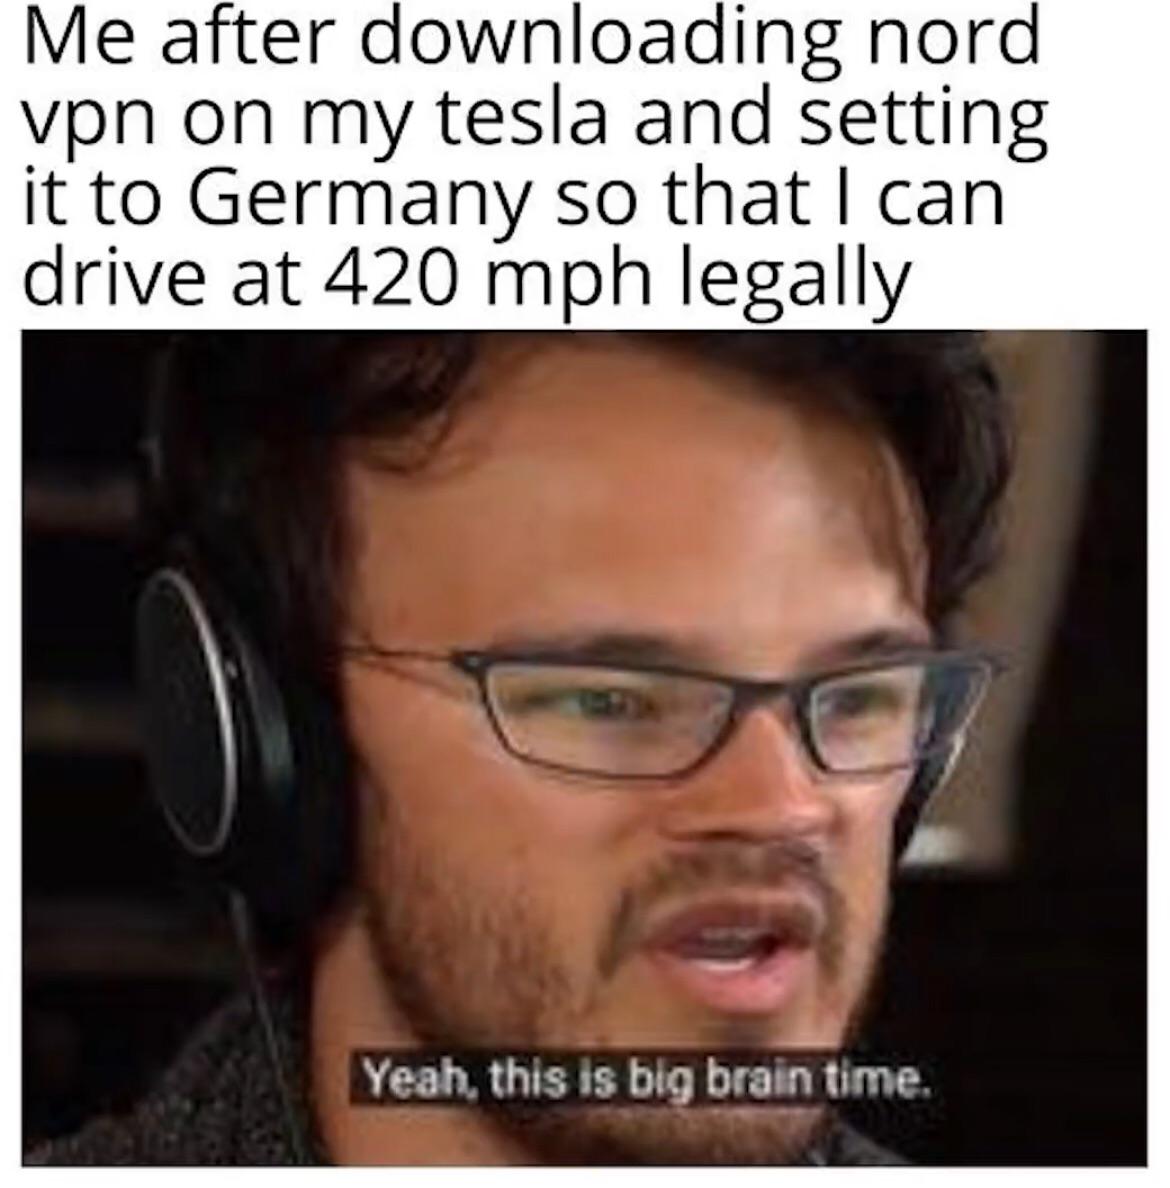 Me after downloading nord
vpn on my tesla and setting
it to Germany so that I can
drive at 420 mph legally
Yeah, this is big brain time.